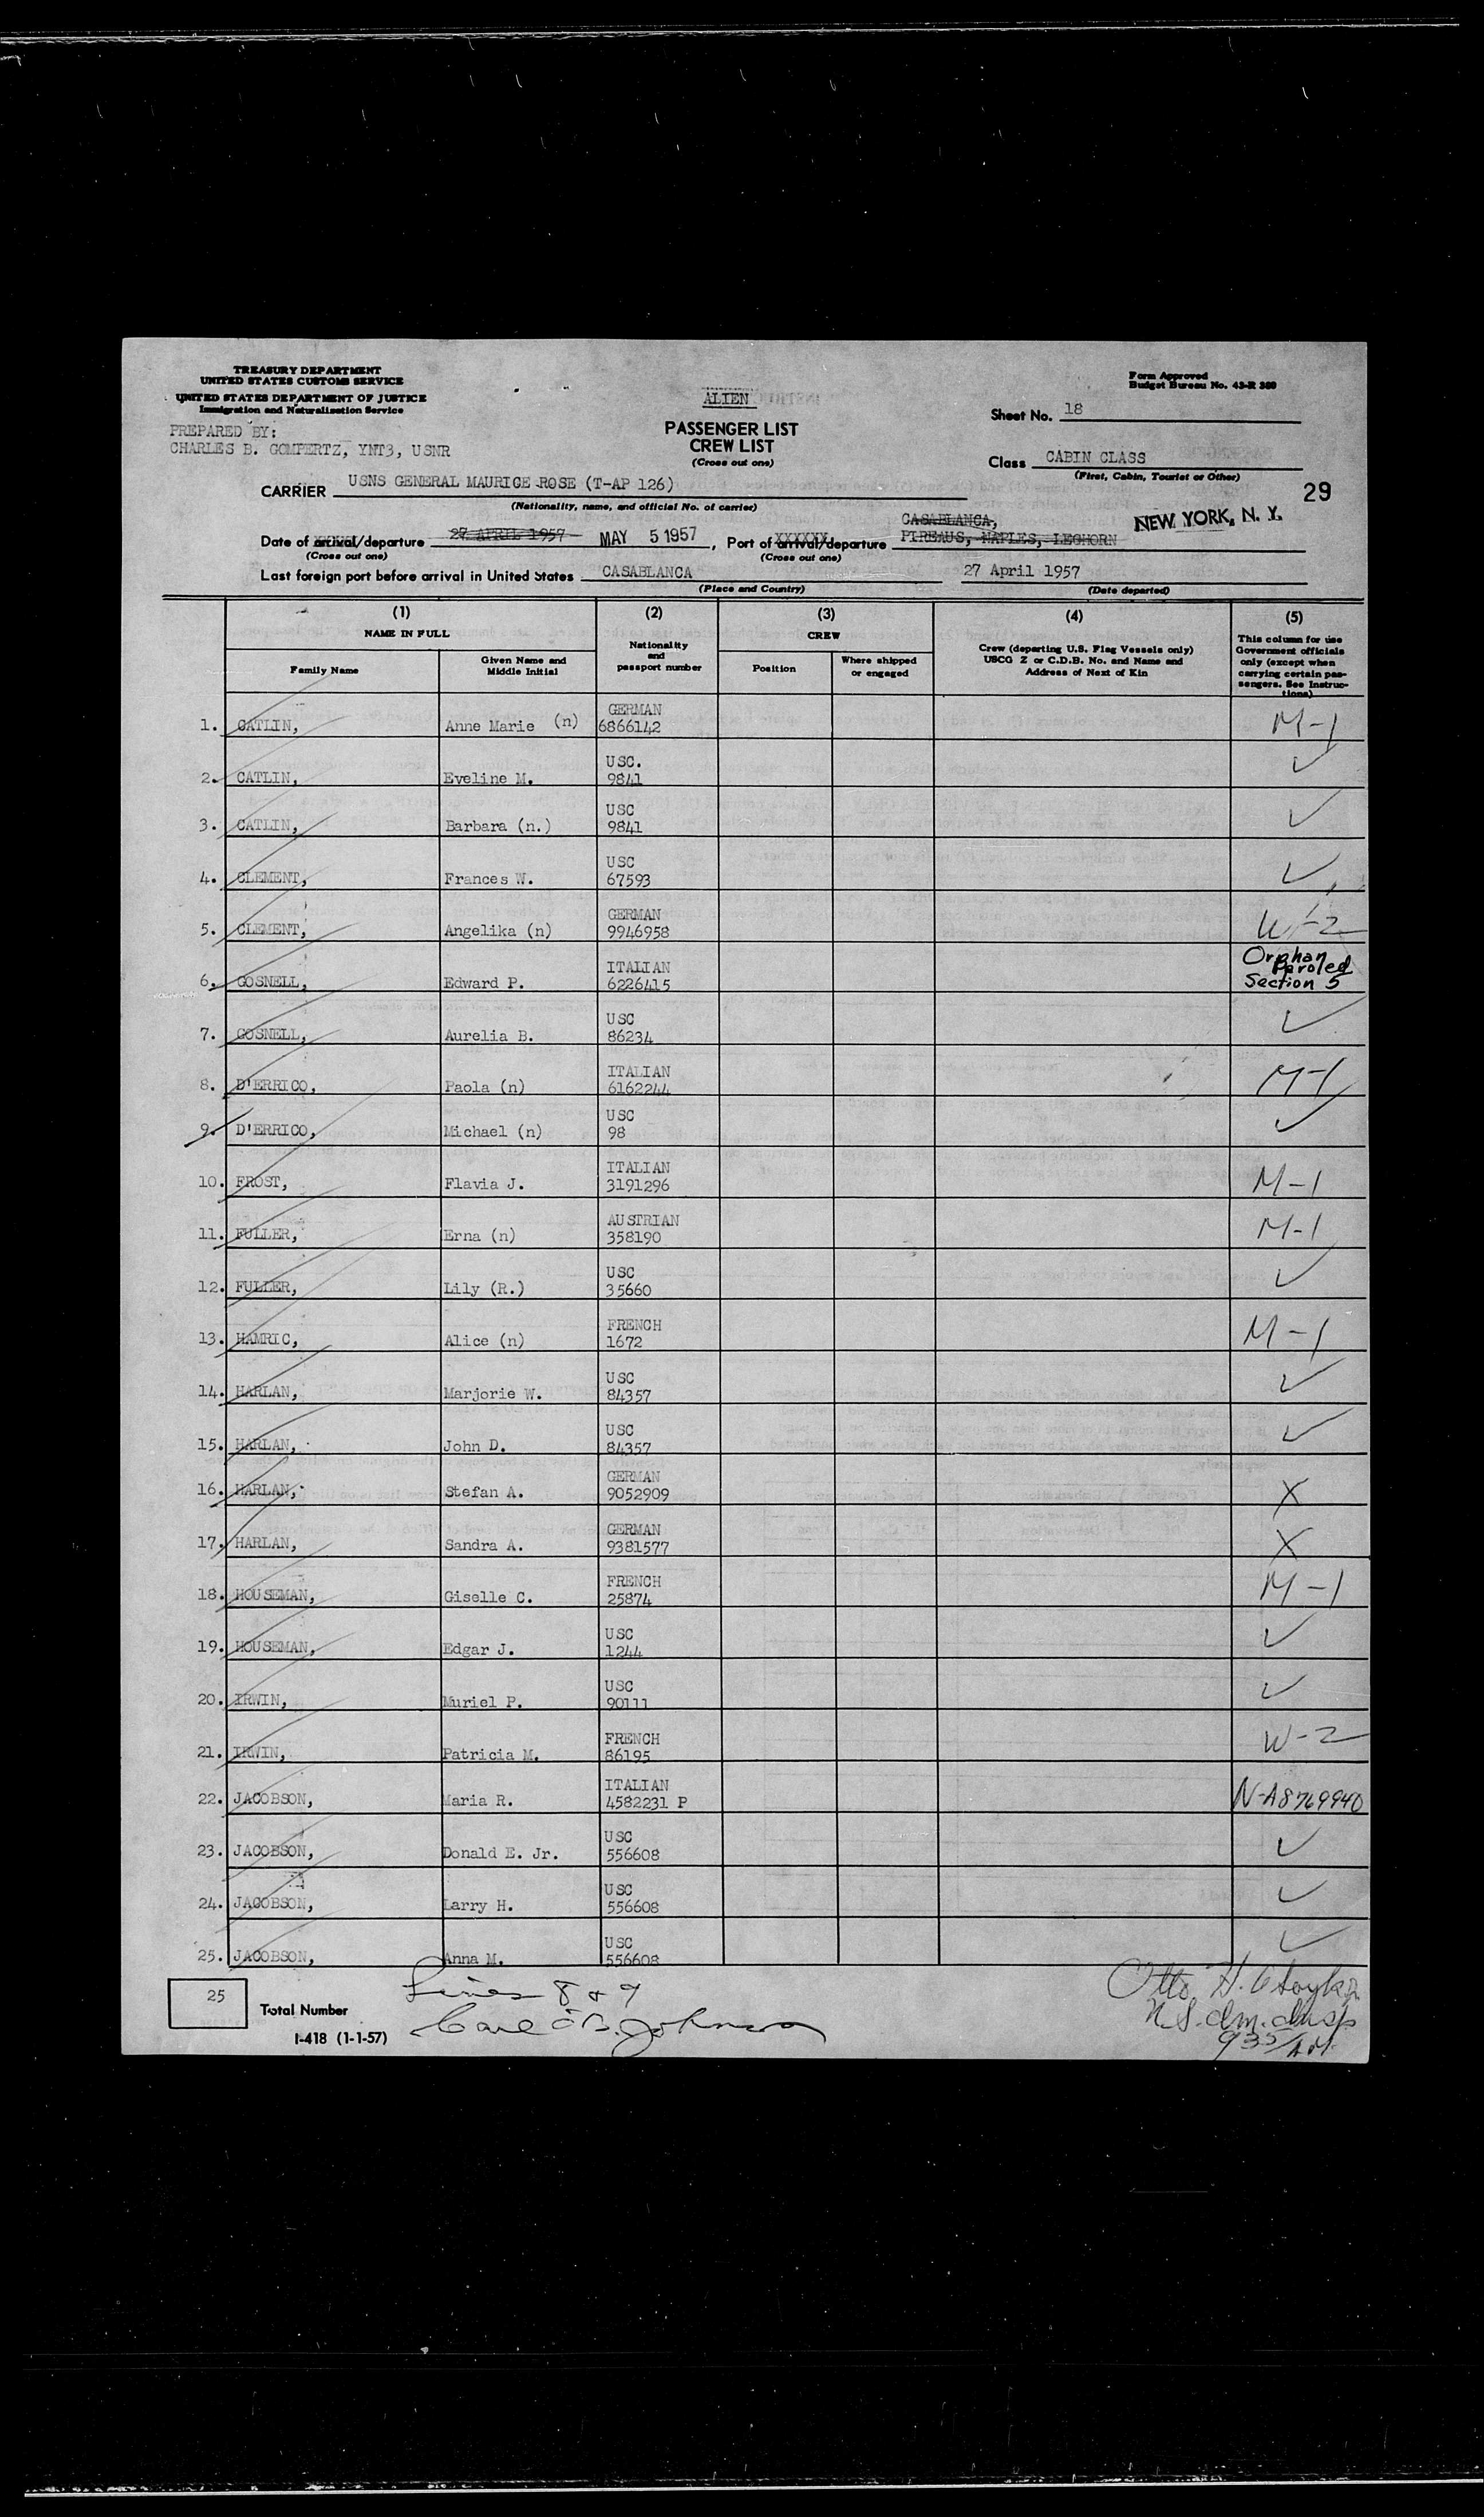 TREASURY DEPARTMENT
UNITED STATES CUSTOMS SERVICE
UNITED STATES DEPARTMENT OF JUSTICE
Immigration and Naturalization Service
PREPARED BY:
CHARLES B. GOMPERTZ, YNT3, USNR
ALIEN
PASSENGER LIST
CREW LIST
(Cross out one)
Form Approved
Budget Bureau No. 43-R 389
Sheet No. 18
Class CABIN CLASS
(First, Cabin, Tourist or Other)
29
CARRIER USNS GENERAL MAURICE ROSE (T-AP 126)
(Nationality, name, and official No. of carrier)
CASABLANCA,
NEW YORK, N. Y.
Date of arrival/departure 27 APRIL 1957 MAY 5 1957, Port of arrival/departure PIREAUS, NAPLES, LEGHORN
(Cross out one) (Cross out one)
Last foreign port before arrival in United States CASABLANCA 27 April 1957
(Place and Country) (Date departed)
(1) (2) (3) (4) (5)
NAME IN FULL
Family Name
Given Name and Middle Initial
Nationality and passport number
CREW
Position
Where shipped or engaged
Crew (departing U.S. Flag Vessels only)
USCG Z or C.D.B. No. and Name and
Address of Next of Kin
This column for use
Government officials
only (except when
carrying certain pas-
sengers. See Instruc-
tions)
1. CATLIN, Anne Marie (n) GERMAN 6866142 M-1
2. CATLIN, Eveline M. USC. 9841 ✓
3. CATLIN, Barbara (n.) USC 9841 ✓
4. CLEMENT, Frances W. USC 67593 ✓
5. CLEMENT, Angelika (n) GERMAN 9946958 W-2
6. GOSNELL, Edward P. ITALIAN 6226415 Orphan Paroled Section 5
7. GOSNELL, Aurelia B. USC 86234 ✓
8. D'ERRICO, Paola (n) ITALIAN 6162244 M-1
9. D'ERRICO, Michael (n) USC 98 ✓
10. FROST, Flavia J. ITALIAN 3191296 M-1
11. FULLER, Erna (n) AUSTRIAN 358190 M-1
12. FULLER, Lily (R.) USC 35660 ✓
13. HAMRIC, Alice (n) FRENCH 1672 M-1
14. HARLAN, Marjorie W. USC 84357 ✓
15. HARLAN, John D. USC 84357 ✓
16. HARLAN, Stefan A. GERMAN 9052909 X
17. HARLAN, Sandra A. GERMAN 9381577 X
18. HOUSEMAN, Giselle C. FRENCH 25874 M-1
19. HOUSEMAN, Edgar J. USC 1244 ✓
20. IRWIN, Muriel P. USC 90111 ✓
21. IRWIN, Patricia M. FRENCH 86195 W-2
22. JACOBSON, Maria R. ITALIAN 4582231 P N-A8769940
23. JACOBSON, Donald E. Jr. USC 556608 ✓
24. JACOBSON, Larry H. USC 556608 ✓
25. JACOBSON, Anna M. USC 556608 ✓
25
Total Number
I-418 (1-1-57)
Lines 8 & 9
Johnson
Otto H.
935 AM